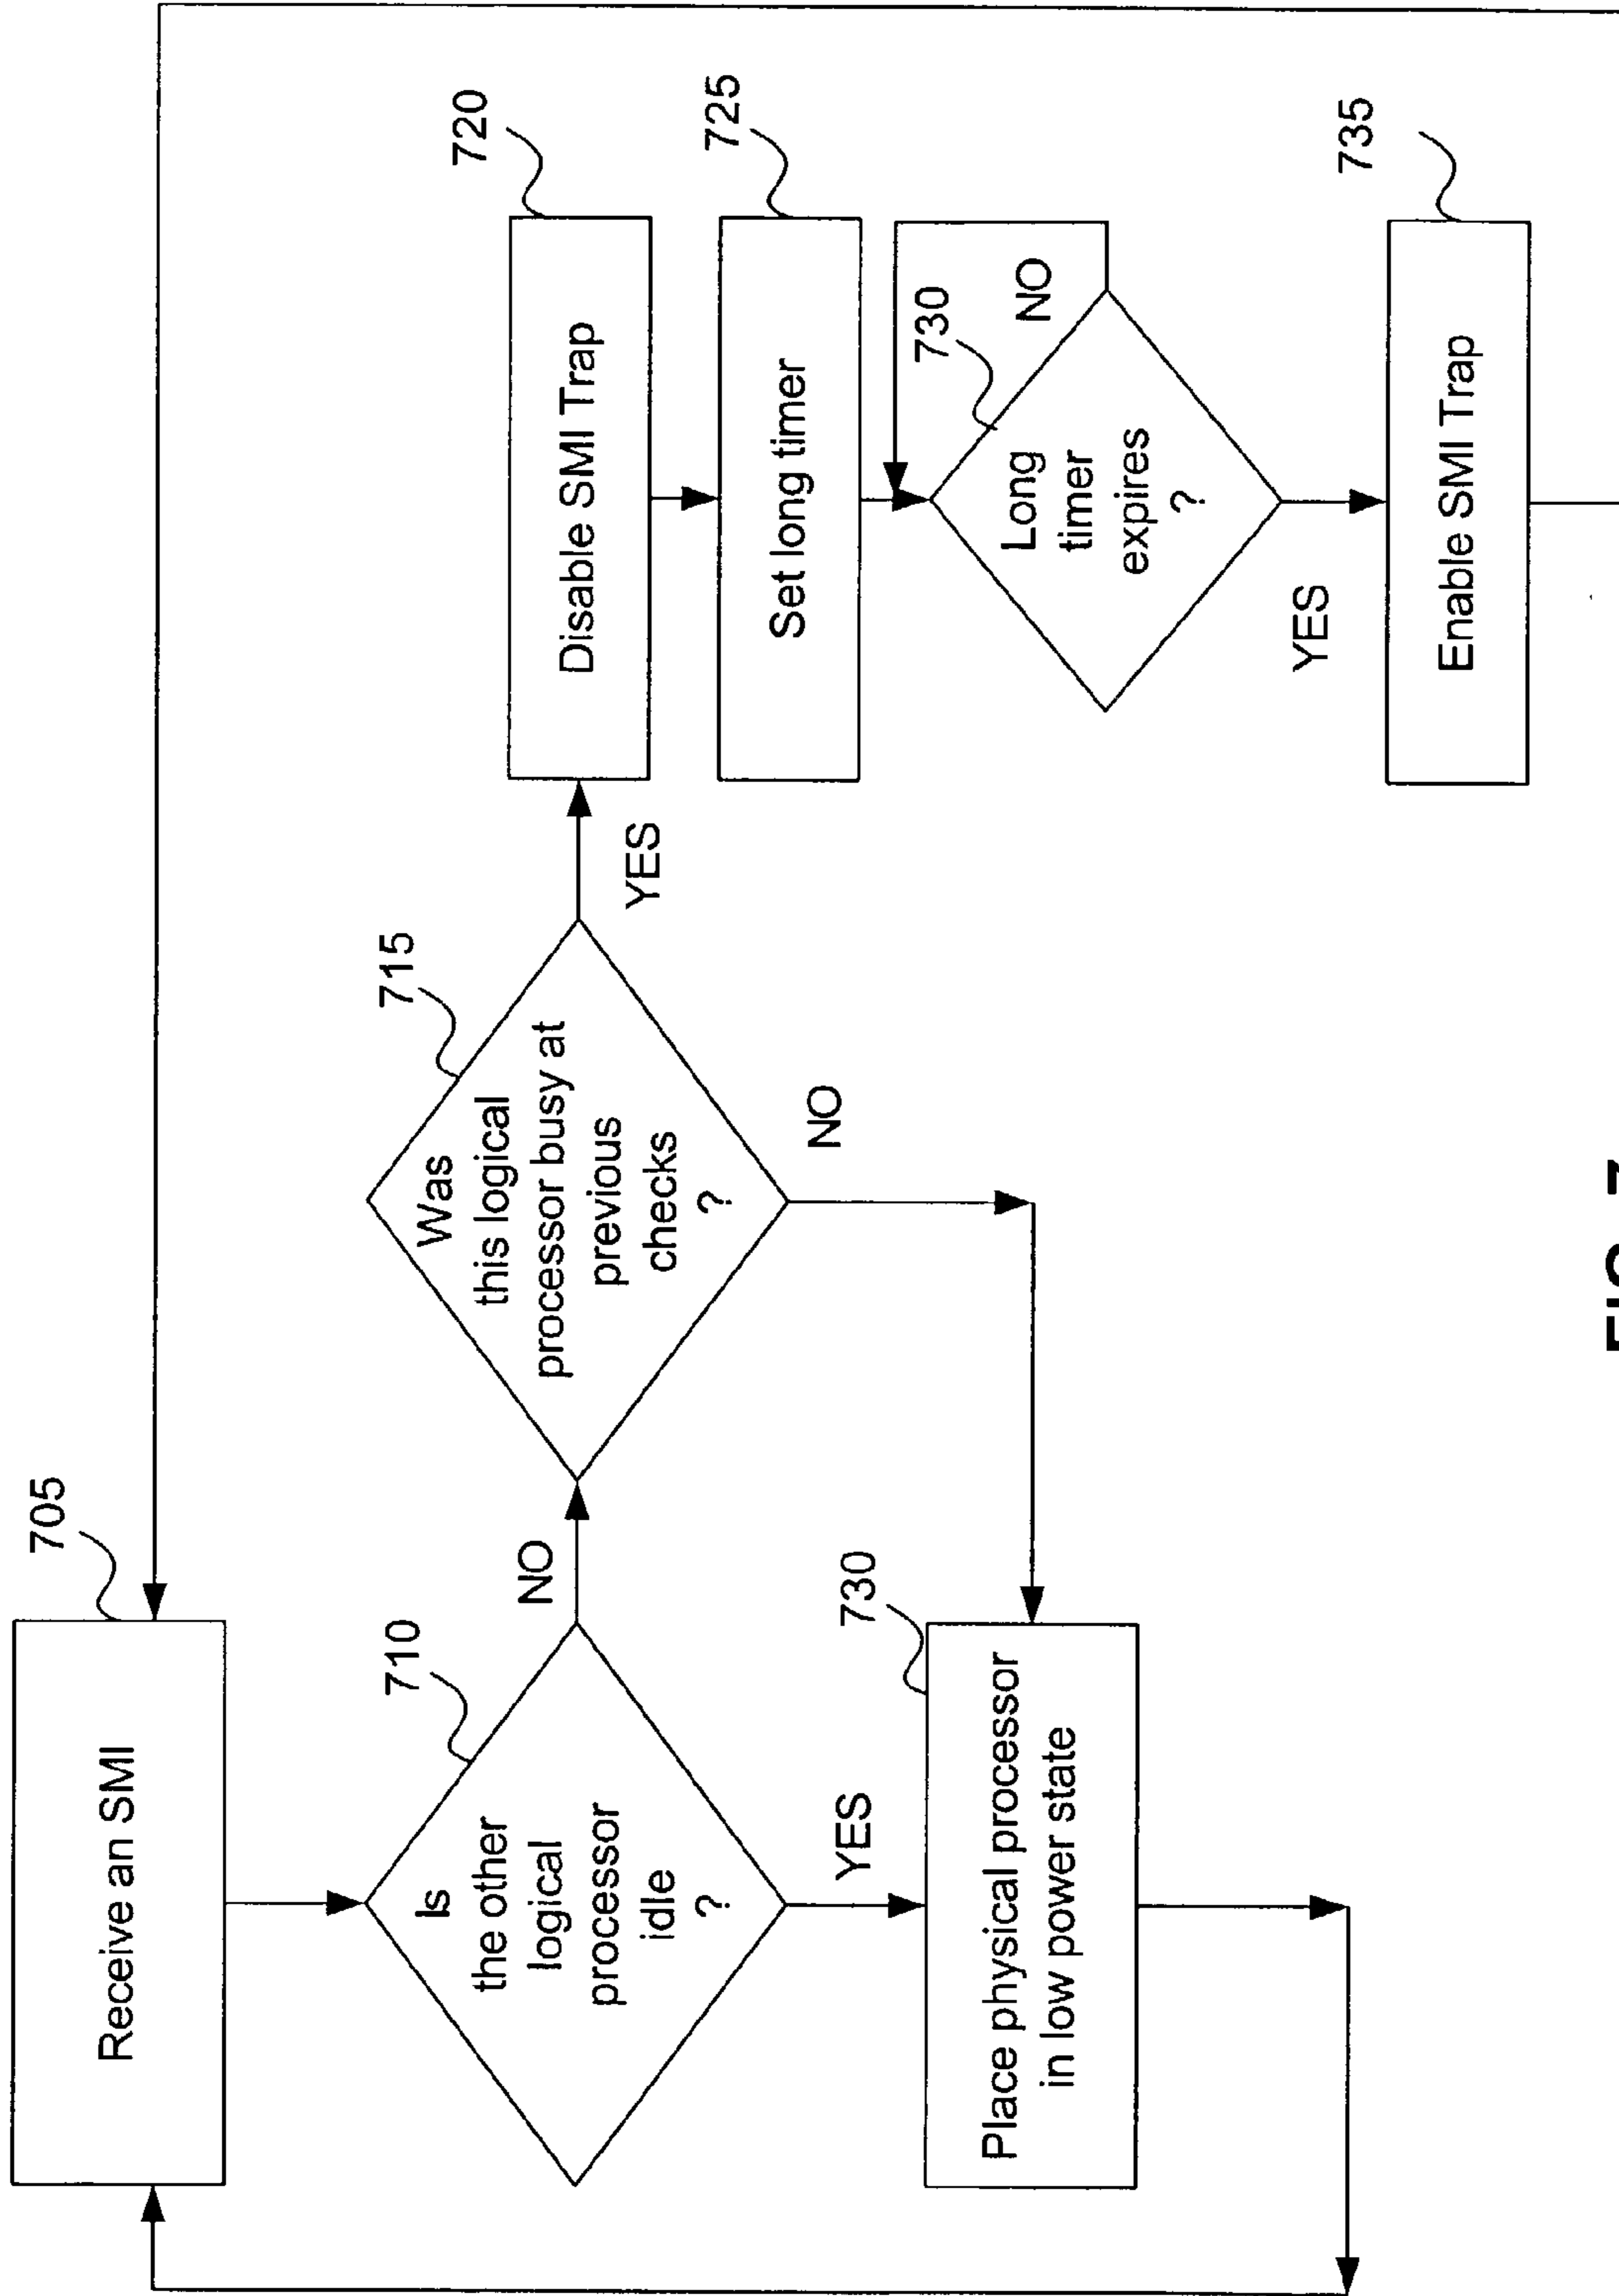 705
Receive an SMI
710
Is
the other
logical
processor
idle
?
NO
YES
715
Was
this logical
processor busy at
previous
checks
?
YES
NO
730
Place physical processor
in low power state
720
Disable SMI Trap
725
Set long timer
730
Long
timer
expires
?
NO
YES
735
Enable SMI Trap